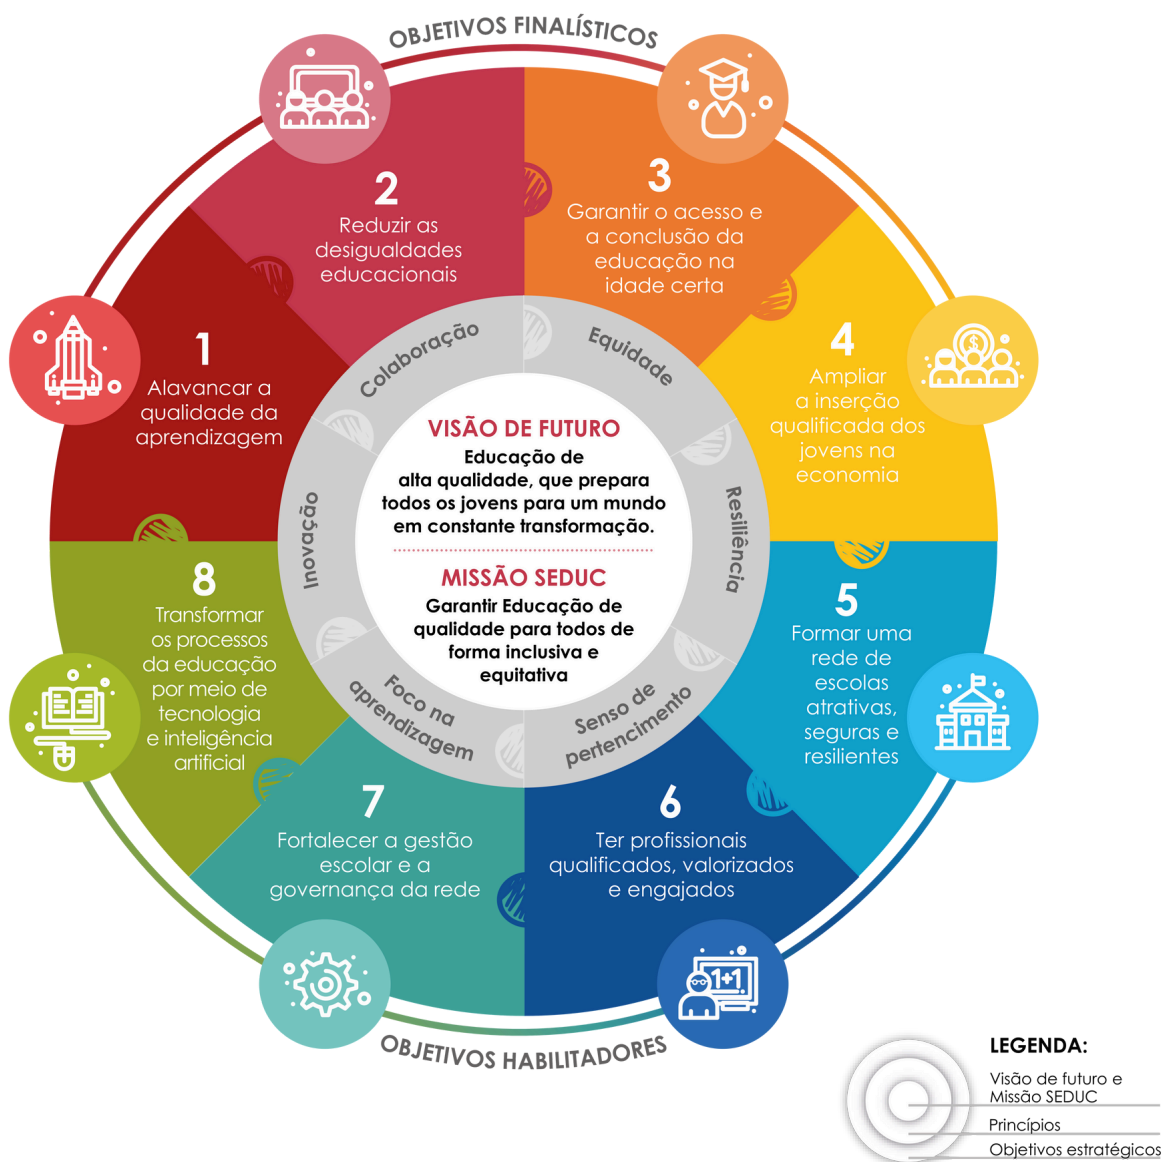 OBJETIVOS FINALÍSTICOS
1
Alavancar a
qualidade da
aprendizagem
2
Reduzir as
desigualdades
educacionais
3
Garantir o acesso e
a conclusão da
educação na
idade certa
4
Ampliar
a inserção
qualificada dos
jovens na
economia
5
Formar uma
rede de
escolas
atrativas,
seguras e
resilientes
6
Ter profissionais
qualificados, valorizados
e engajados
1+1
7
Fortalecer a gestão
escolar e a
governança da rede
8
Transformar
os processos
da educação
por meio de
tecnologia
e inteligência
artificial
Colaboração
Equidade
Resiliência
Senso de
pertencimento
Foco na
aprendizagem
Inovação
VISÃO DE FUTURO
Educação de
alta qualidade, que prepara
todos os jovens para um mundo
em constante transformação.
MISSÃO SEDUC
Garantir Educação de
qualidade para todos de
forma inclusiva e
equitativa
$
OBJETIVOS HABILITADORES
LEGENDA:
Visão de futuro e
Missão SEDUC
Princípios
Objetivos estratégicos